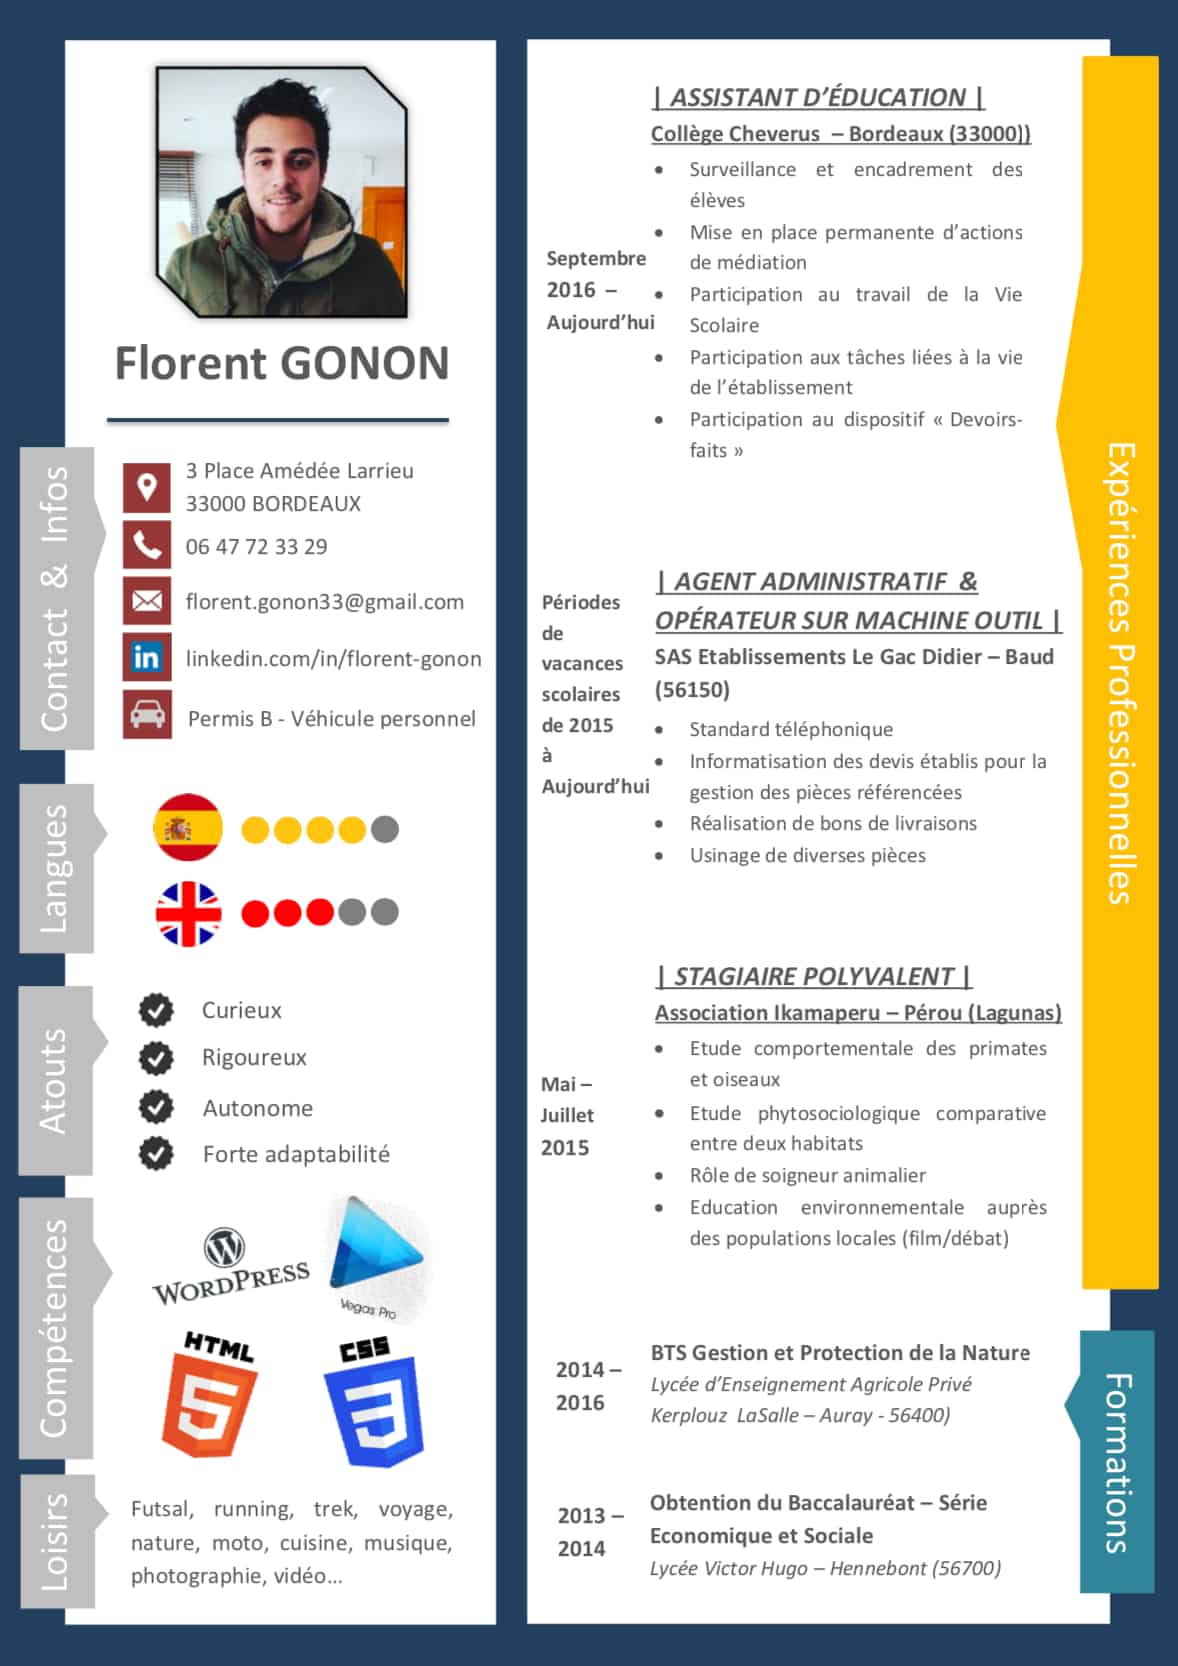 Florent GONON
Contact & Infos
3 Place Amédée Larrieu
33000 BORDEAUX
06 47 72 33 29
florent.gonon33@gmail.com
in
linkedin.com/in/florent-gonon
Permis B - Véhicule personnel
Langues
Atouts
Curieux
Rigoureux
Autonome
Forte adaptabilité
Compétences
W
WORDPRESS
Vegas Pro
HTML
5
CSS
3
Loisirs
Futsal, running, trek, voyage,
nature, moto, cuisine, musique,
photographie, vidéo...
Expériences Professionnelles
| ASSISTANT D’ÉDUCATION |
Collège Cheverus – Bordeaux (33000))
Septembre
2016 –
Aujourd’hui
• Surveillance et encadrement des
élèves
• Mise en place permanente d’actions
de médiation
• Participation au travail de la Vie
Scolaire
• Participation aux tâches liées à la vie
de l’établissement
• Participation au dispositif « Devoirs-
faits »
Périodes
de
vacances
scolaires
de 2015
à
Aujourd’hui
| AGENT ADMINISTRATIF &
OPÉRATEUR SUR MACHINE OUTIL |
SAS Etablissements Le Gac Didier – Baud
(56150)
• Standard téléphonique
• Informatisation des devis établis pour la
gestion des pièces référencées
• Réalisation de bons de livraisons
• Usinage de diverses pièces
Mai –
Juillet
2015
| STAGIAIRE POLYVALENT |
Association Ikamaperu – Pérou (Lagunas)
• Etude comportementale des primates
et oiseaux
• Etude phytosociologique comparative
entre deux habitats
• Rôle de soigneur animalier
• Education environnementale auprès
des populations locales (film/débat)
Formations
2014 –
2016
BTS Gestion et Protection de la Nature
Lycée d’Enseignement Agricole Privé
Kerplouz LaSalle – Auray - 56400)
2013 –
2014
Obtention du Baccalauréat – Série
Economique et Sociale
Lycée Victor Hugo – Hennebont (56700)